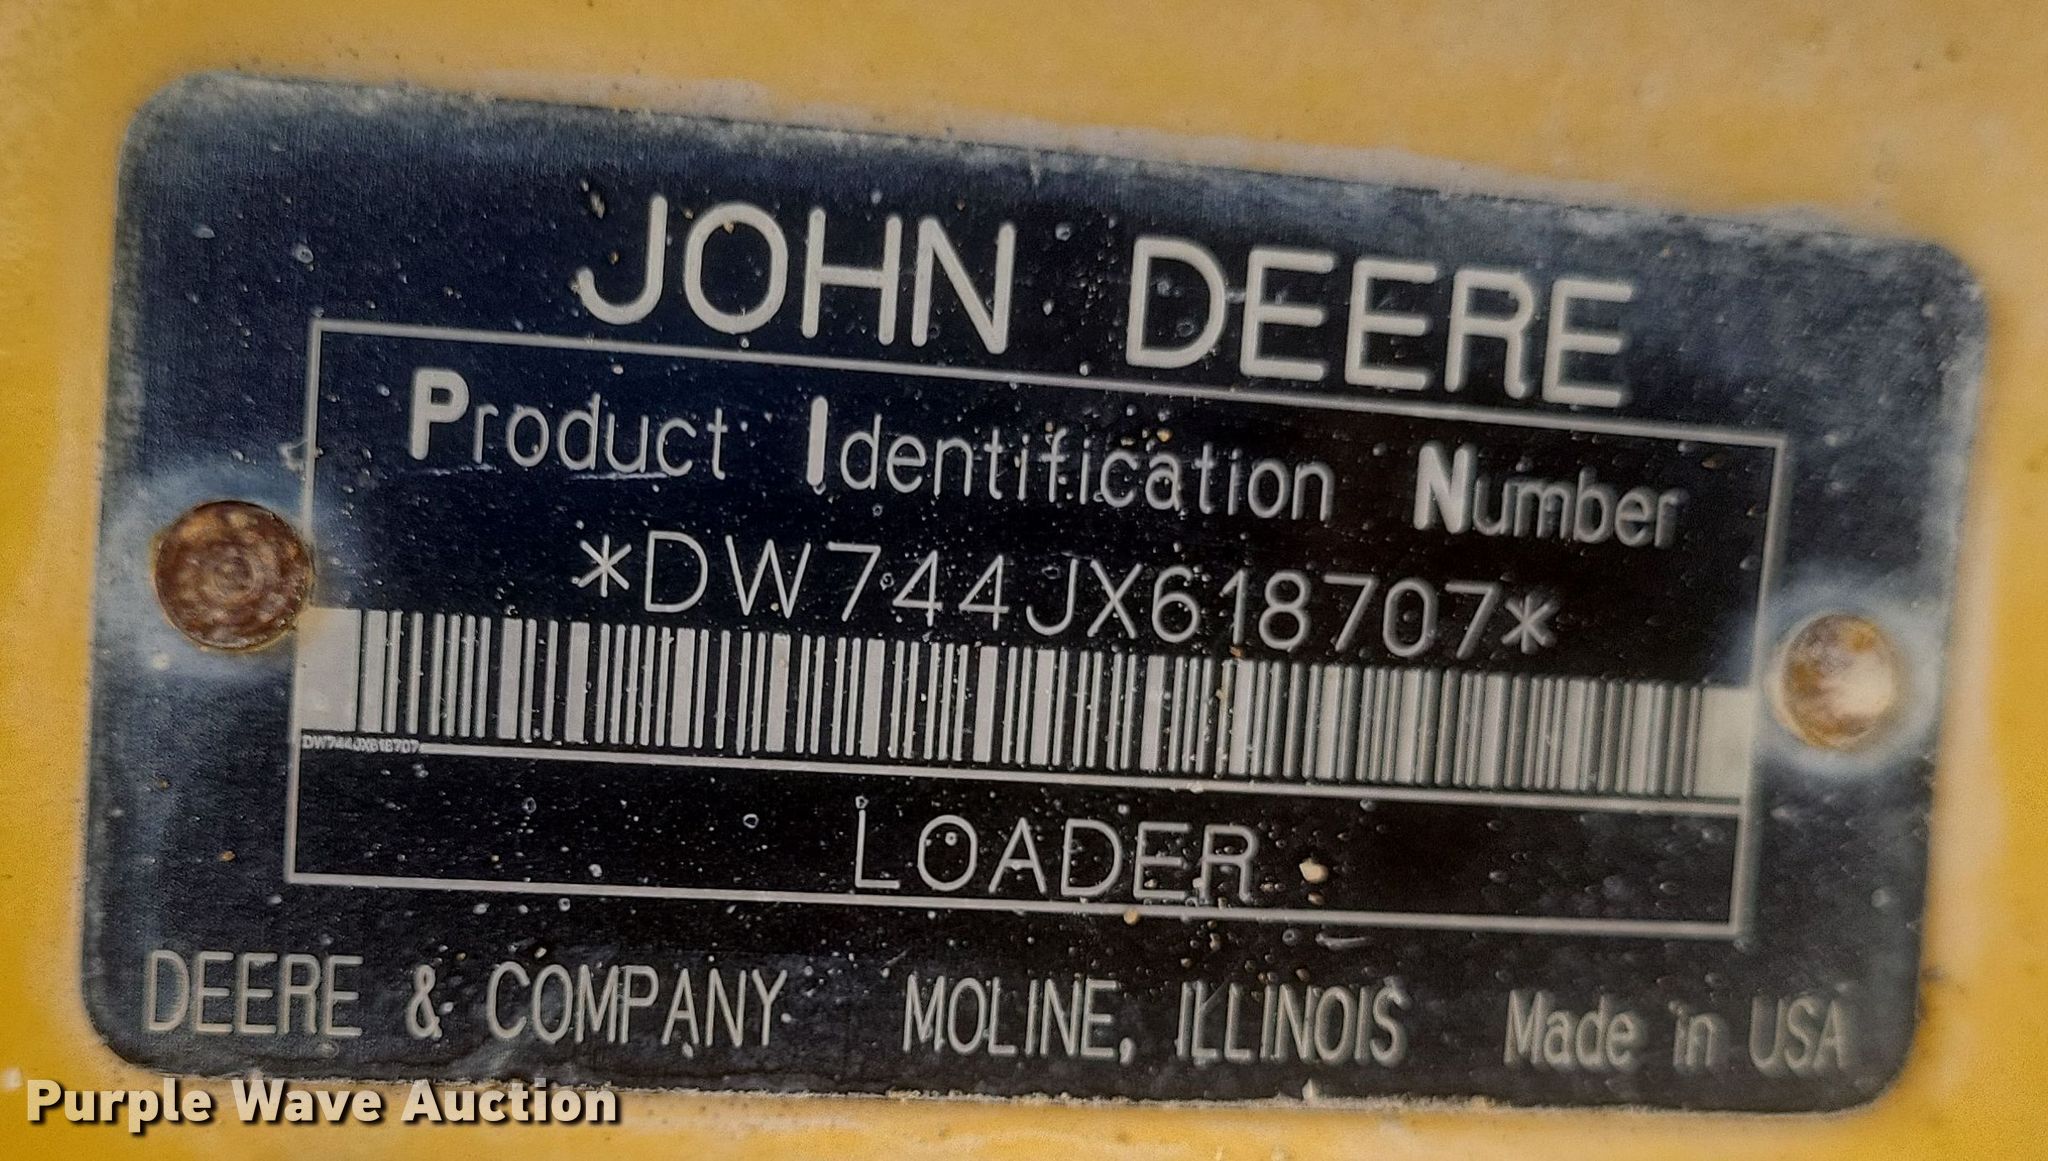 JOHN DEERE
Product Identification Number
*DW744JX618707*
DW744JX618707
LOADER
DEERE & COMPANY MOLINE, ILLINOIS Made in USA
Purple Wave Auction